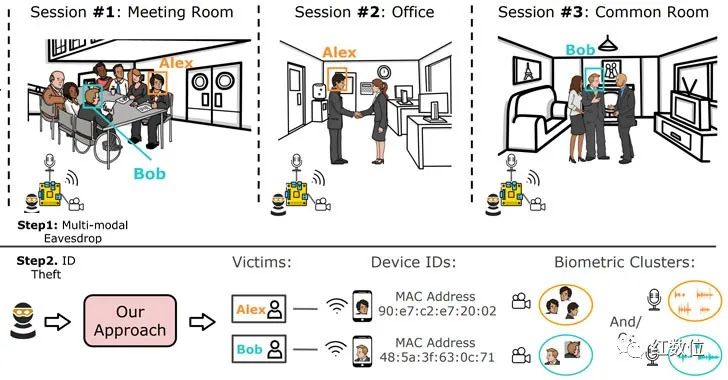 Session #1: Meeting Room
Session #2: Office
Session #3: Common Room
Alex
Bob
Alex
Bob
Step1: Multi-modal
Eavesdrop
Step2. ID
Theft
Victims:
Device IDs:
Biometric Clusters:
Our
Approach
Alex
MAC Address
90:e7:c2:e7:20:02
And/
Bob
MAC Address
48:5a:3f:63:0c:71
红数位